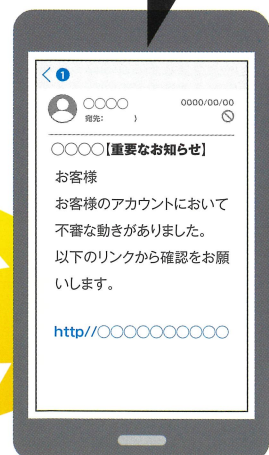 1
○○○○ 0000/00/00
宛先: }
○○○○【重要なお知らせ】
お客様
お客様のアカウントにおいて
不審な動きがありました。
以下のリンクから確認をお願
いします。
http//○○○○○○○○○○